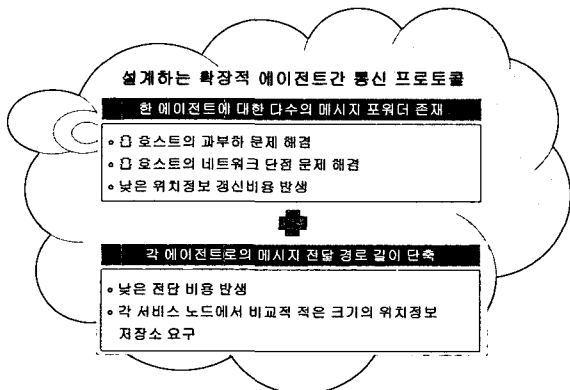 설계하는 확장적 에이전트간 통신 프로토콜
한 에이전트에 대한 다수의 메시지 포워더 존재
• 홈 호스트의 과부하 문제 해결
• 홈 호스트의 네트워크 단절 문제 해결
• 낮은 위치정보 갱신비용 발생
각 에이전트로의 메시지 전달 경로 길이 단축
• 낮은 전달 비용 발생
• 각 서비스 노드에서 비교적 적은 크기의 위치정보
저장소 요구